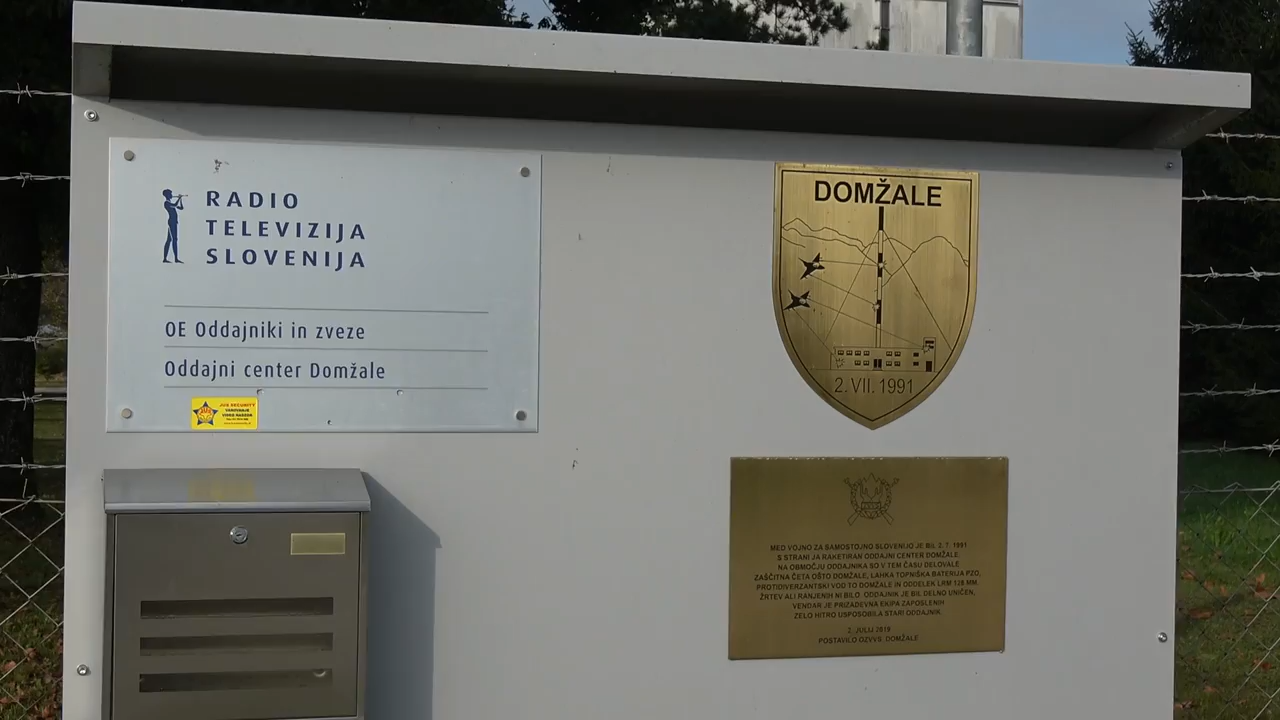 RADIO
TELEVIZIJA
SLOVENIJA
OE Oddajniki in zveze
Oddajni center Domžale
JUG SECURITY
VAROVANJE
DOMŽALE
2. VII. 1991
MED VOJNO ZA SAMOSTOJNO SLOVENIJO JE BIL 2. 7. 1991
S STRANI JA RAKETIRAN ODDAJNI CENTER DOMŽALE.
NA OBMOČJU ODDAJNIKA SO V TEM ČASU DELOVALE
ZAŠČITNA ČETA OŠTO DOMŽALE, LAHKA TOPNIŠKA BATERIJA PZO,
PROTIDIVERZANTSKI VOD TO DOMŽALE IN ODDELEK LRM 128 MM.
ŽRTEV ALI RANJENIH NI BILO. ODDAJNIK JE BIL DELNO UNIČEN,
VENDAR JE PRIZADEVNA EKIPA ZAPOSLENIH
ZELO HITRO USPOSOBILA STARI ODDAJNIK.
2. JULIJ 2019
POSTAVILO OZVVS DOMŽALE